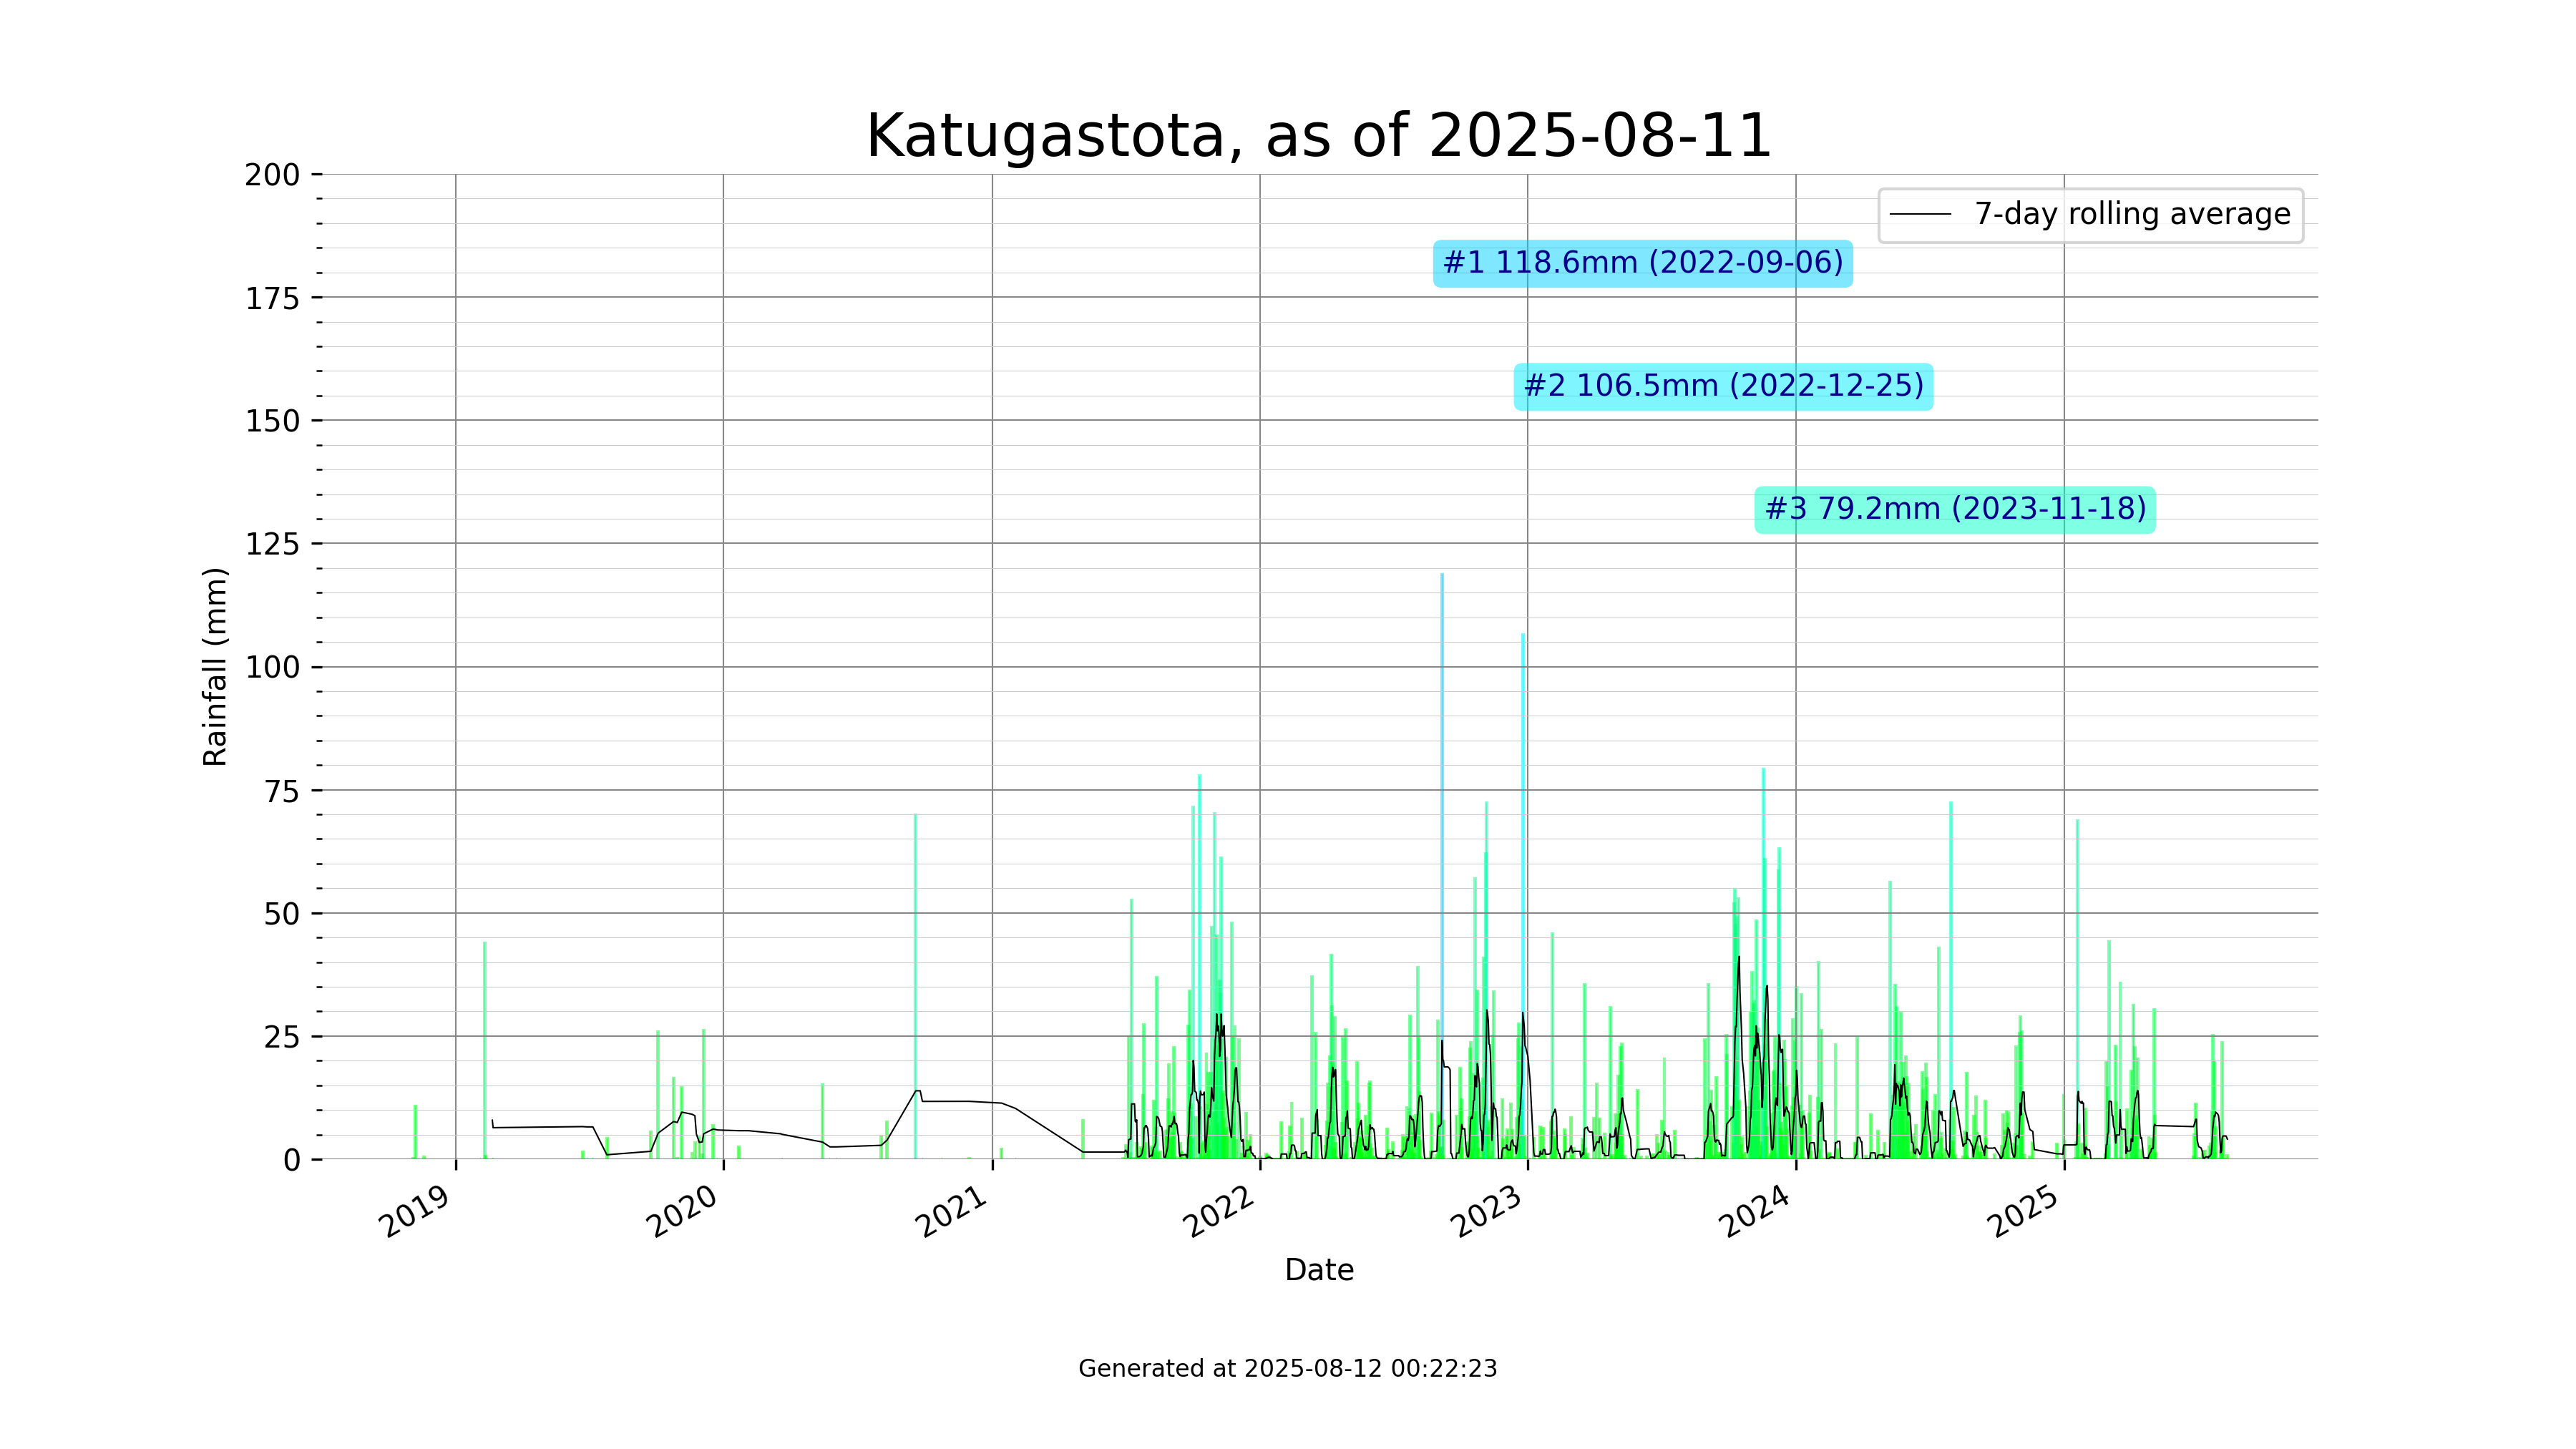 Katugastota, as of 2025-08-11
200
175
150
125
100
75
50
25
0
Rainfall (mm)
7-day rolling average
#1 118.6mm (2022-09-06)
#2 106.5mm (2022-12-25)
#3 79.2mm (2023-11-18)
2019
2020
2021
2022
2023
2024
2025
Date
Generated at 2025-08-12 00:22:23